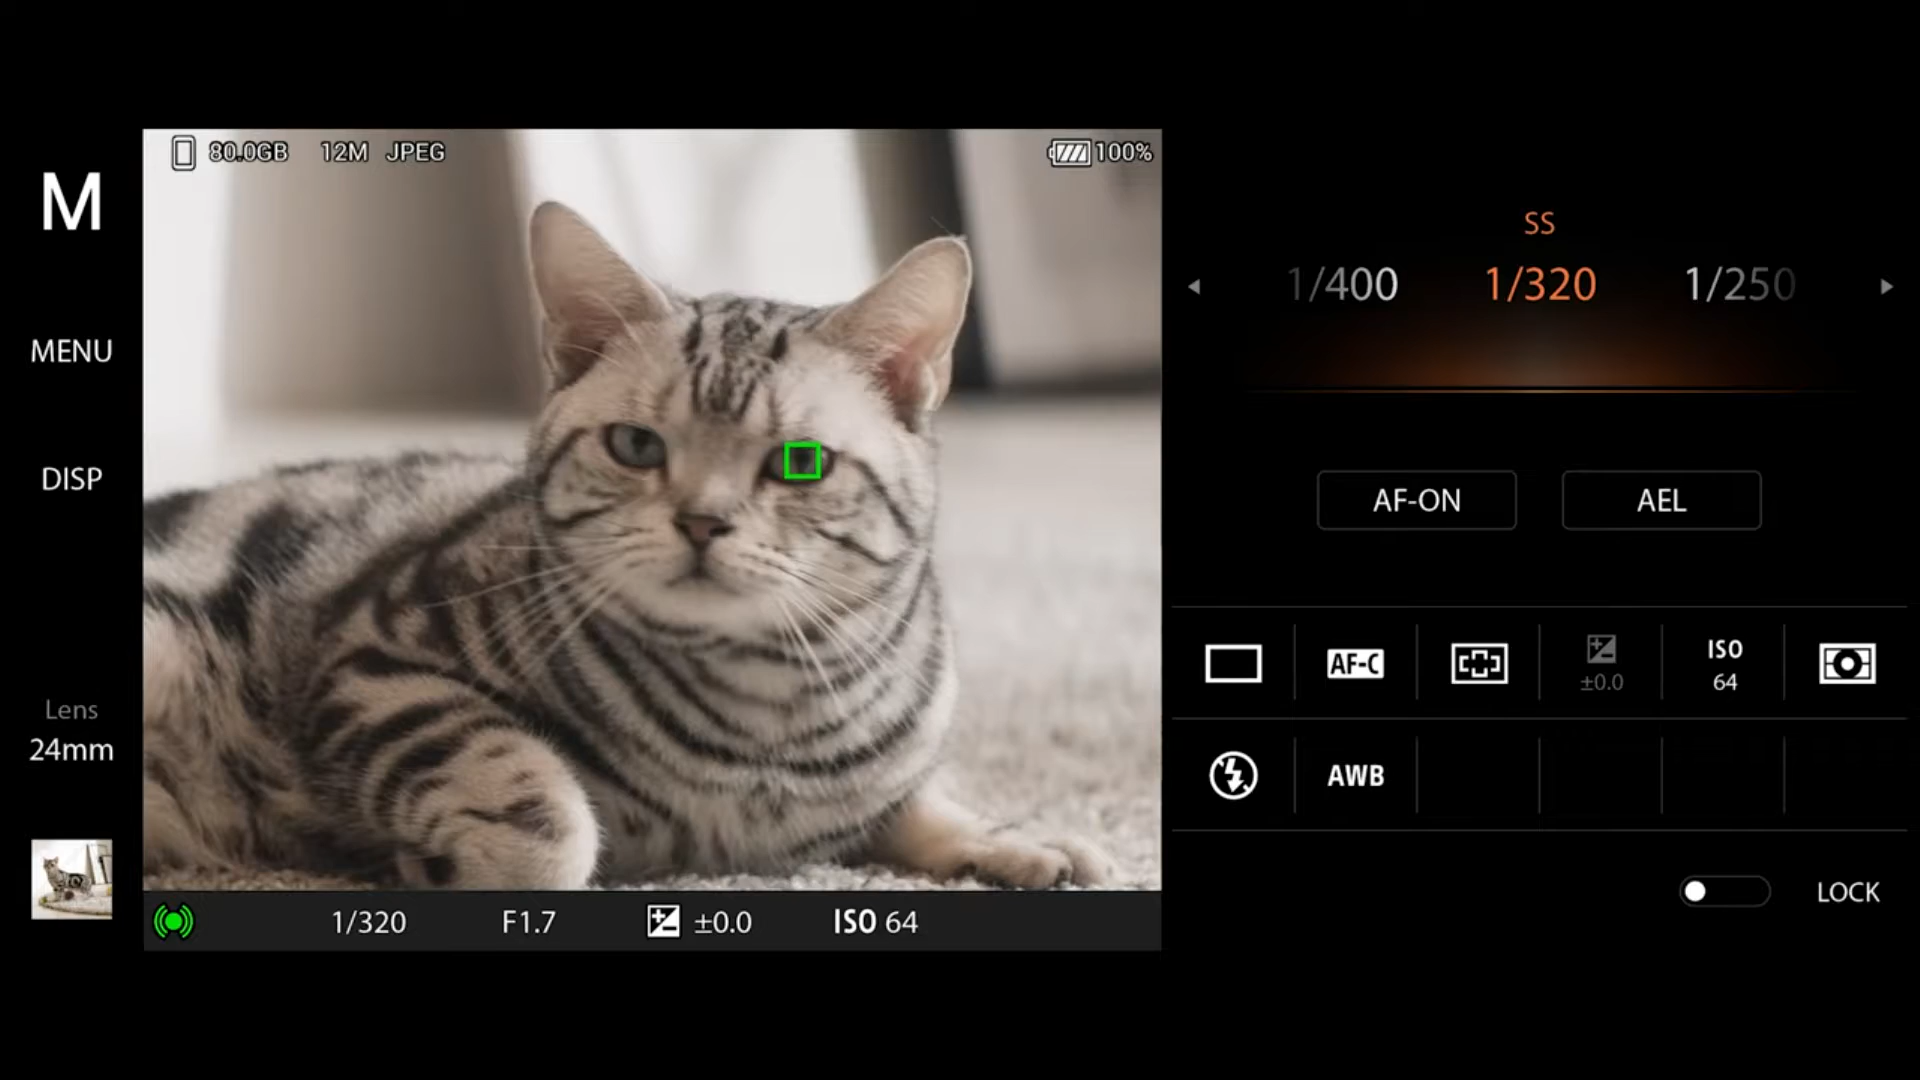 M
MENU
DISP
Lens
24mm
80.0GB 12M JPEG
100%
1/320 F1.7 ±0.0 ISO 64
SS
1/400 1/320 1/250
AF-ON AEL
AF-C ±0.0 ISO 64
AWB
LOCK